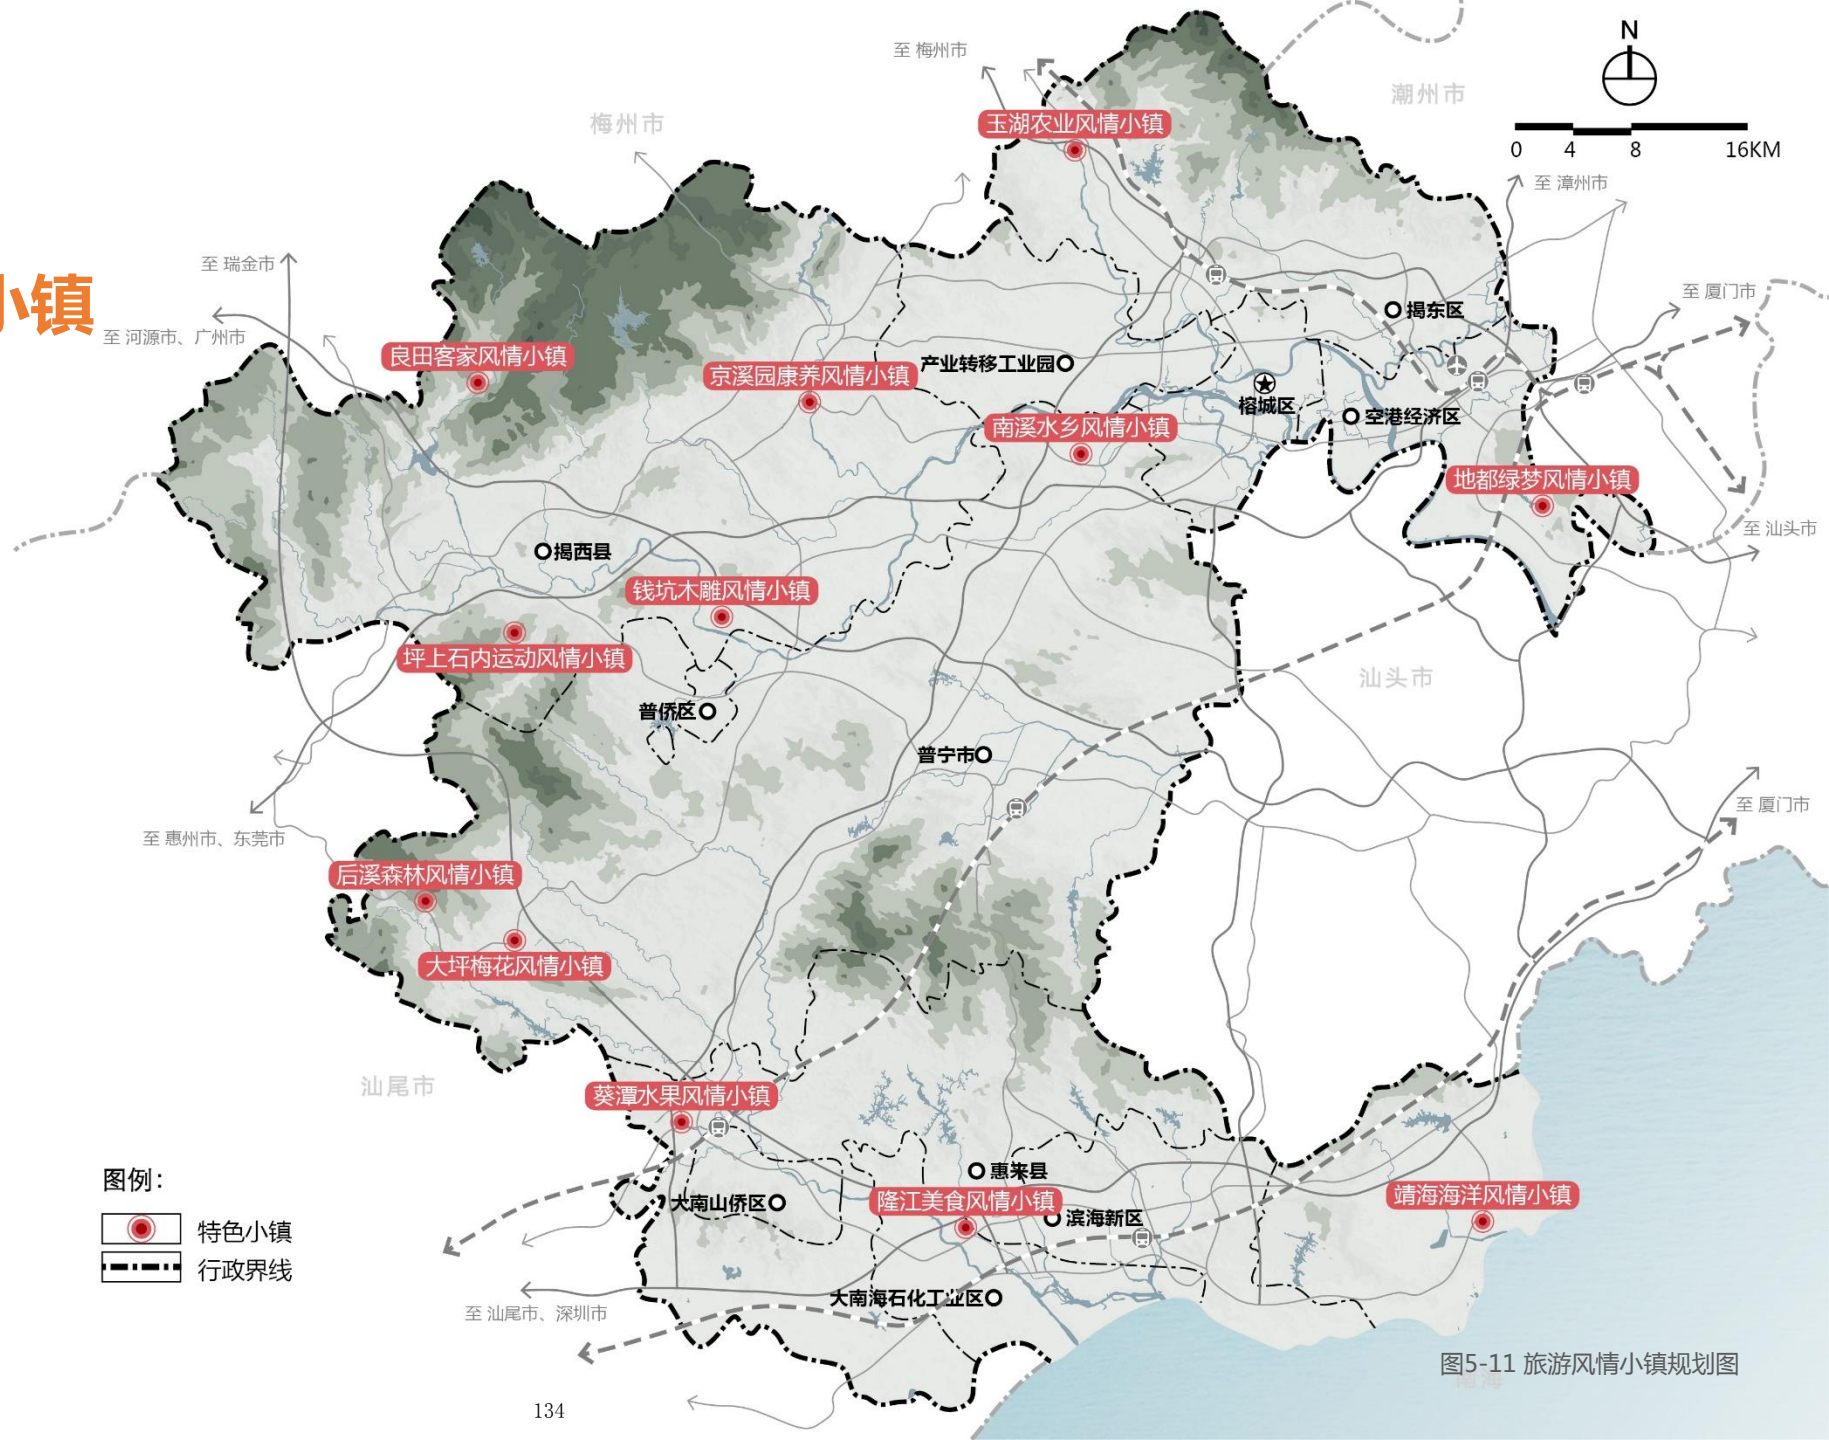 N
至 梅州市
潮州市
玉湖农业风情小镇
梅州市
0 4 8 16KM
至 漳州市
至 瑞金市
小镇
至 厦门市
揭东区
至 河源市、广州市
良田客家风情小镇
京溪园康养风情小镇
产业转移工业园
榕城区
空港经济区
南溪水乡风情小镇
地都绿梦风情小镇
至 汕头市
揭西县
钱坑木雕风情小镇
坪上石内运动风情小镇
汕头市
普侨区
普宁市
至 厦门市
至 惠州市、东莞市
后溪森林风情小镇
大坪梅花风情小镇
汕尾市
葵潭水果风情小镇
惠来县
图例：
大南山侨区
隆江美食风情小镇
滨海新区
靖海海洋风情小镇
特色小镇
行政界线
大南海石化工业区
至 汕尾市、深圳市
图5-11 旅游风情小镇规划图
南海
134